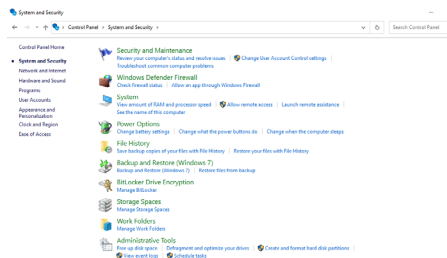 System and Security
Control Panel > System and Security >
Search Control Panel
Control Panel Home
System and Security
Network and Internet
Hardware and Sound
Programs
User Accounts
Appearance and
Personalization
Clock and Region
Ease of Access
Security and Maintenance
Review your computer's status and resolve issues | Change User Account Control settings |
Troubleshoot common computer problems
Windows Defender Firewall
Check firewall status | Allow an app through Windows Firewall
System
View amount of RAM and processor speed | Allow remote access | Launch remote assistance |
See the name of this computer
Power Options
Change battery settings | Change what the power buttons do | Change when the computer sleeps
File History
Save backup copies of your files with File History | Restore your files with File History
Backup and Restore (Windows 7)
Backup and Restore (Windows 7) | Restore files from backup
BitLocker Drive Encryption
Manage BitLocker
Storage Spaces
Manage Storage Spaces
Work Folders
Manage Work Folders
Administrative Tools
Free up disk space | Defragment and optimize your drives | Create and format hard disk partitions |
View event logs | Schedule tasks